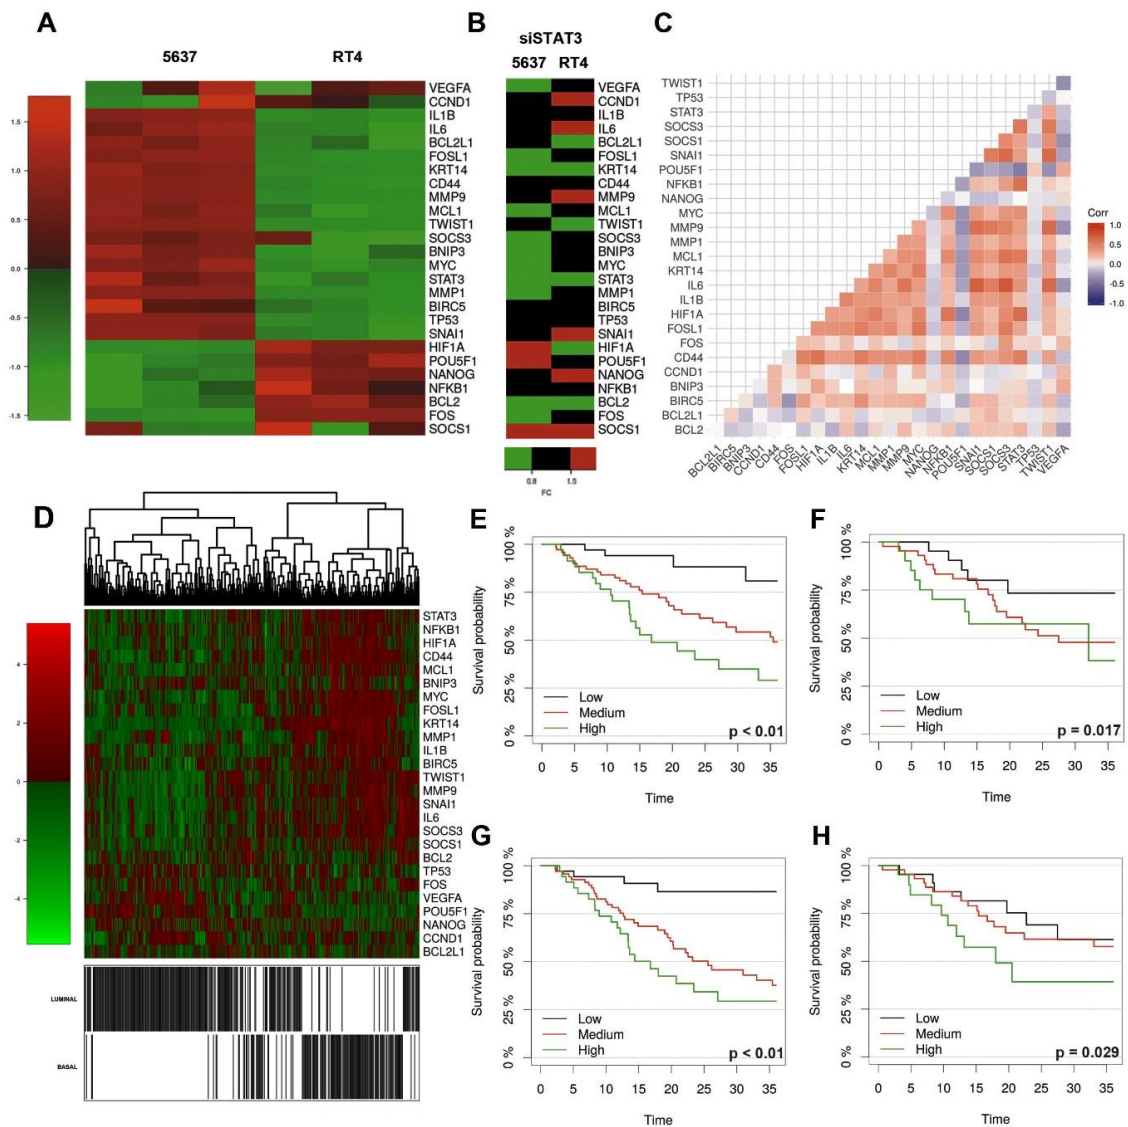 A
B
C
5637
RT4
siSTAT3
5637 RT4
1.5
1.0
0.5
0.0
-0.5
-1.0
-1.5
VEGFA
CCND1
IL1B
IL6
BCL2L1
FOSL1
KRT14
CD44
MMP9
MCL1
TWIST1
SOCS3
BNIP3
MYC
STAT3
MMP1
BIRC5
TP53
SNAI1
HIF1A
POU5F1
NANOG
NFKB1
BCL2
FOS
SOCS1
VEGFA
CCND1
IL1B
IL6
BCL2L1
FOSL1
KRT14
CD44
MMP9
MCL1
TWIST1
SOCS3
BNIP3
MYC
STAT3
MMP1
BIRC5
TP53
SNAI1
HIF1A
POU5F1
NANOG
NFKB1
BCL2
FOS
SOCS1
0.8 1.5
FC
TWIST1
TP53
STAT3
SOCS3
SOCS1
SNAI1
POU5F1
NFKB1
NANOG
MYC
MMP9
MMP1
MCL1
KRT14
IL6
IL1B
HIF1A
FOSL1
FOS
CD44
CCND1
BNIP3
BIRC5
BCL2L1
BCL2
BCL2L1
BIRC5
BNIP3
CCND1
CD44
FOS
FOSL1
HIF1A
IL1B
IL6
KRT14
MCL1
MMP1
MMP9
MYC
NANOG
NFKB1
POU5F1
SNAI1
SOCS1
SOCS3
STAT3
TP53
TWIST1
VEGFA
Corr
1.0
0.5
0.0
-0.5
-1.0
D
4
2
0
-2
-4
STAT3
NFKB1
HIF1A
CD44
MCL1
BNIP3
MYC
FOSL1
KRT14
MMP1
IL1B
BIRC5
TWIST1
MMP9
SNAI1
IL6
SOCS3
SOCS1
BCL2
TP53
FOS
VEGFA
POU5F1
NANOG
CCND1
BCL2L1
LUMINAL
BASAL
E
Survival probability
100 %
75 %
50 %
25 %
0 %
Low
Medium
High
p < 0.01
0 5 10 15 20 25 30 35
Time
F
Survival probability
100 %
75 %
50 %
25 %
0 %
Low
Medium
High
p = 0.017
0 5 10 15 20 25 30 35
Time
G
Survival probability
100 %
75 %
50 %
25 %
0 %
Low
Medium
High
p < 0.01
0 5 10 15 20 25 30 35
Time
H
Survival probability
100 %
75 %
50 %
25 %
0 %
Low
Medium
High
p = 0.029
0 5 10 15 20 25 30 35
Time